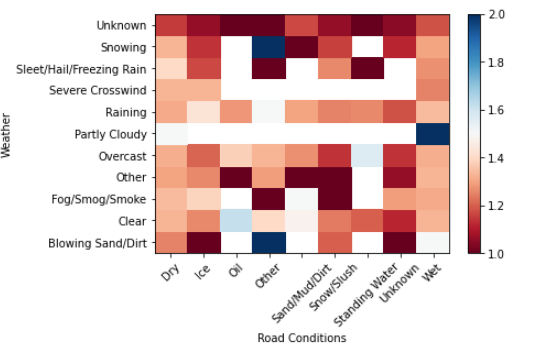 Weather
Unknown
Snowing
Sleet/Hail/Freezing Rain
Severe Crosswind
Raining
Partly Cloudy
Overcast
Other
Fog/Smog/Smoke
Clear
Blowing Sand/Dirt
Dry
Ice
Oil
Other
Sand/Mud/Dirt
Snow/Slush
Standing Water
Unknown
Wet
Road Conditions
2.0
1.8
1.6
1.4
1.2
1.0